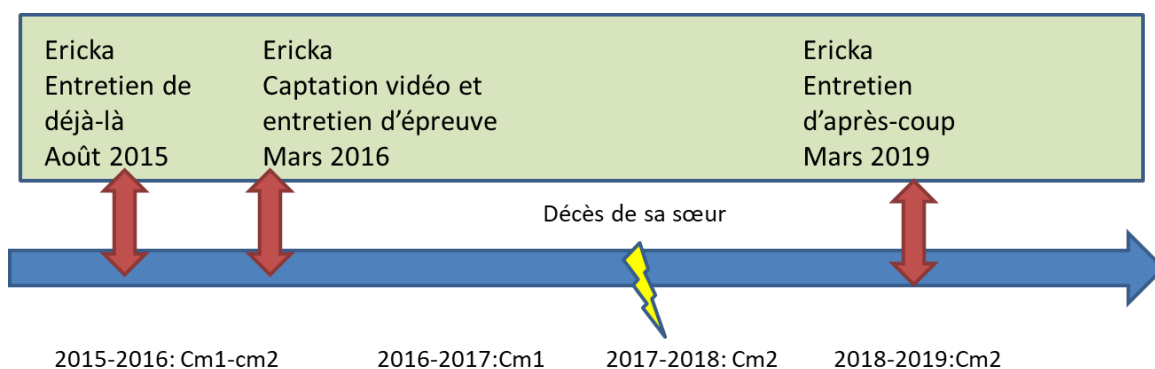 Ericka
Entretien de
déjà-là
Août 2015
Ericka
Captation vidéo et
entretien d'épreuve
Mars 2016
Ericka
Entretien
d'après-coup
Mars 2019
Décès de sa sœur
2015-2016: Cm1-cm2
2016-2017:Cm1
2017-2018: Cm2
2018-2019:Cm2